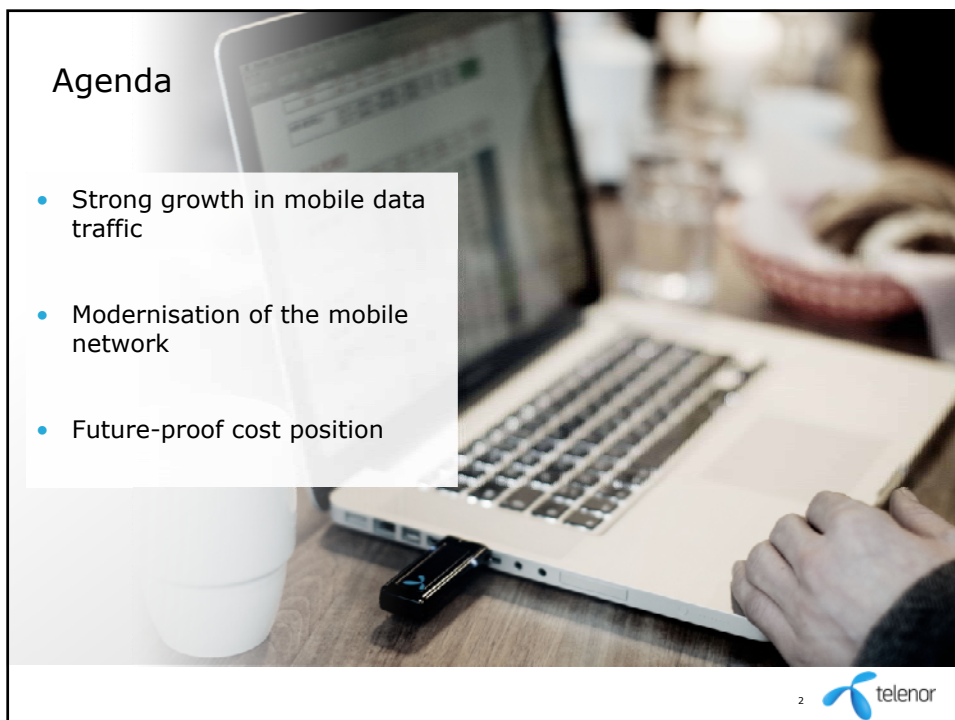 Agenda
• Strong growth in mobile data
traffic
• Modernisation of the mobile
network
• Future-proof cost position
2
telenor